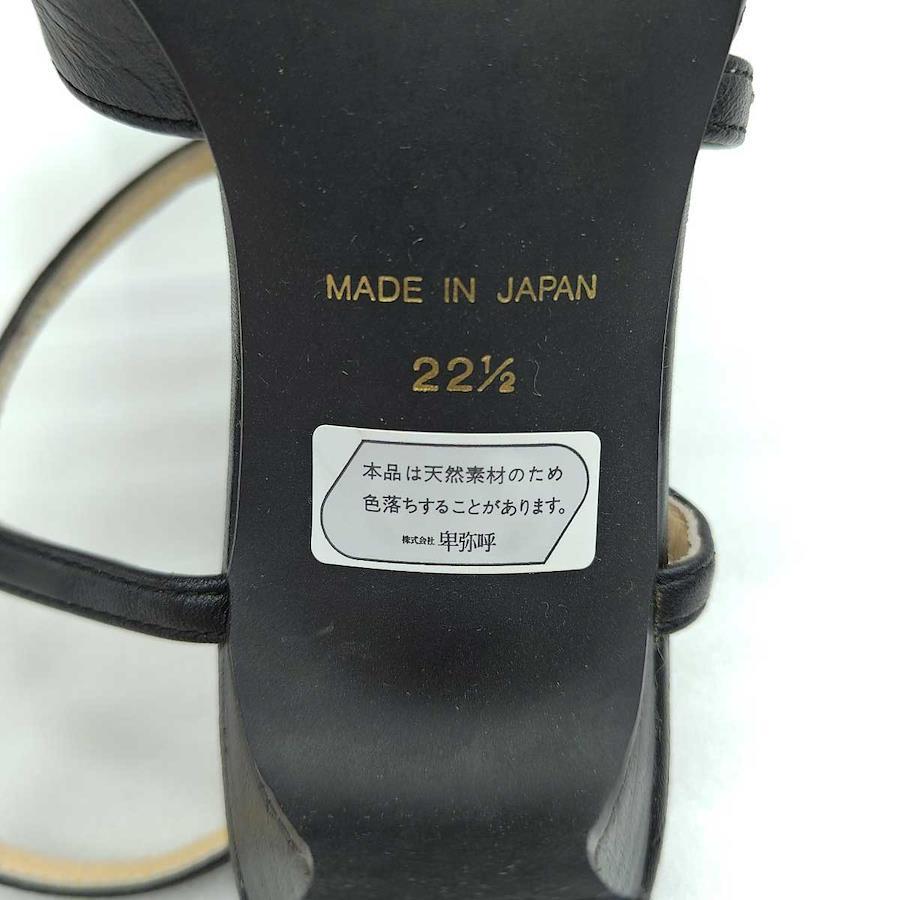 MADE IN JAPAN
22½
本品は天然素材のため
色落ちすることがあります。
株式会社 卑弥呼